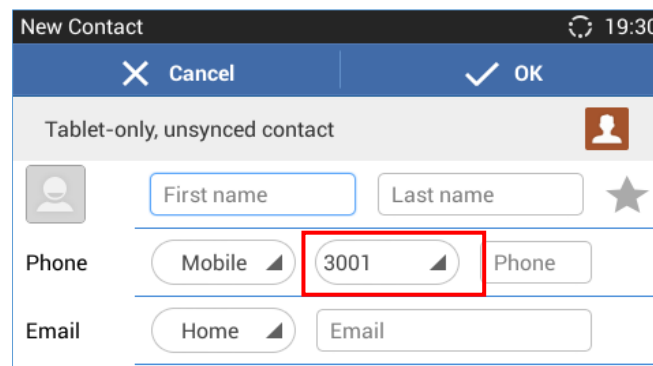 New Contact 19:30
Cancel OK
Tablet-only, unsynced contact
First name Last name
Phone Mobile 3001 Phone
Email Home Email